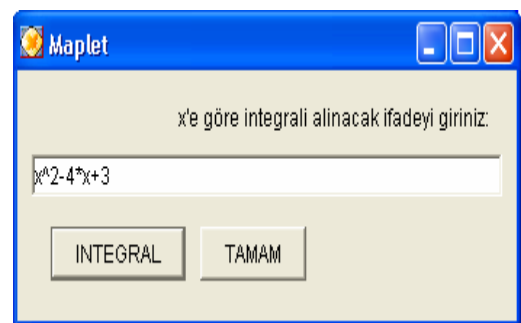 Maplet
x'e göre integrali alinacak ifadeyi giriniz:
x^2-4*x+3
INTEGRAL TAMAM